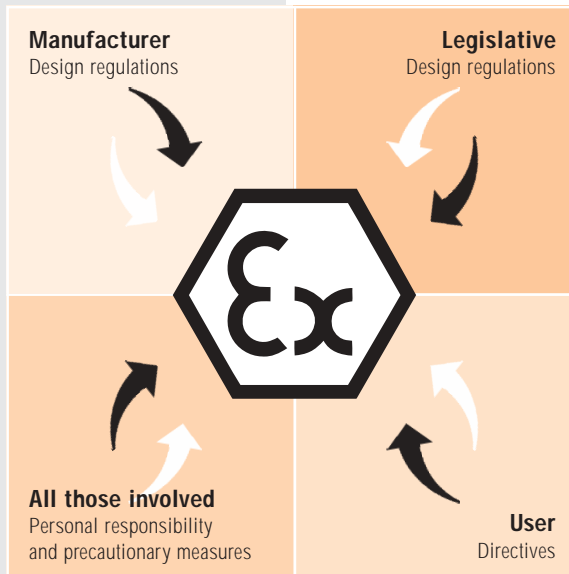 Manufacturer
Design regulations
Legislative
Design regulations
Ex
All those involved
Personal responsibility
and precautionary measures
User
Directives